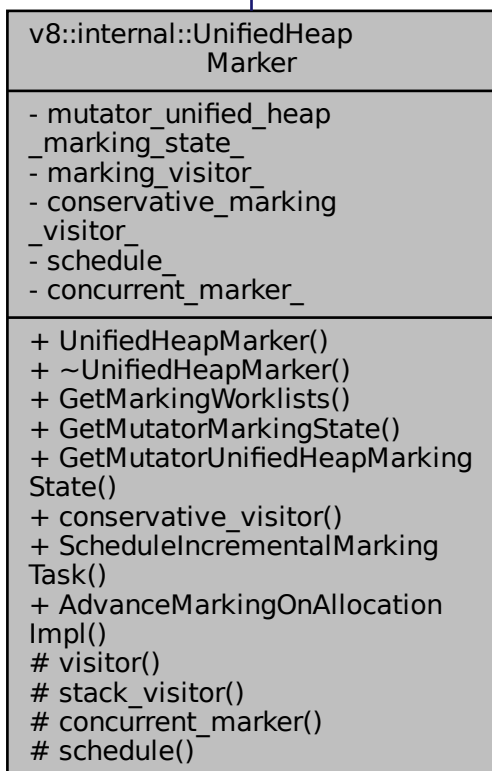 v8::internal::UnifiedHeap
Marker
- mutator_unified_heap
_marking_state_
- marking_visitor_
- conservative_marking
_visitor_
- schedule_
- concurrent_marker_
+ UnifiedHeapMarker()
+ ~UnifiedHeapMarker()
+ GetMarkingWorklists()
+ GetMutatorMarkingState()
+ GetMutatorUnifiedHeapMarking
State()
+ conservative_visitor()
+ ScheduleIncrementalMarking
Task()
+ AdvanceMarkingOnAllocation
Impl()
# visitor()
# stack_visitor()
# concurrent_marker()
# schedule()